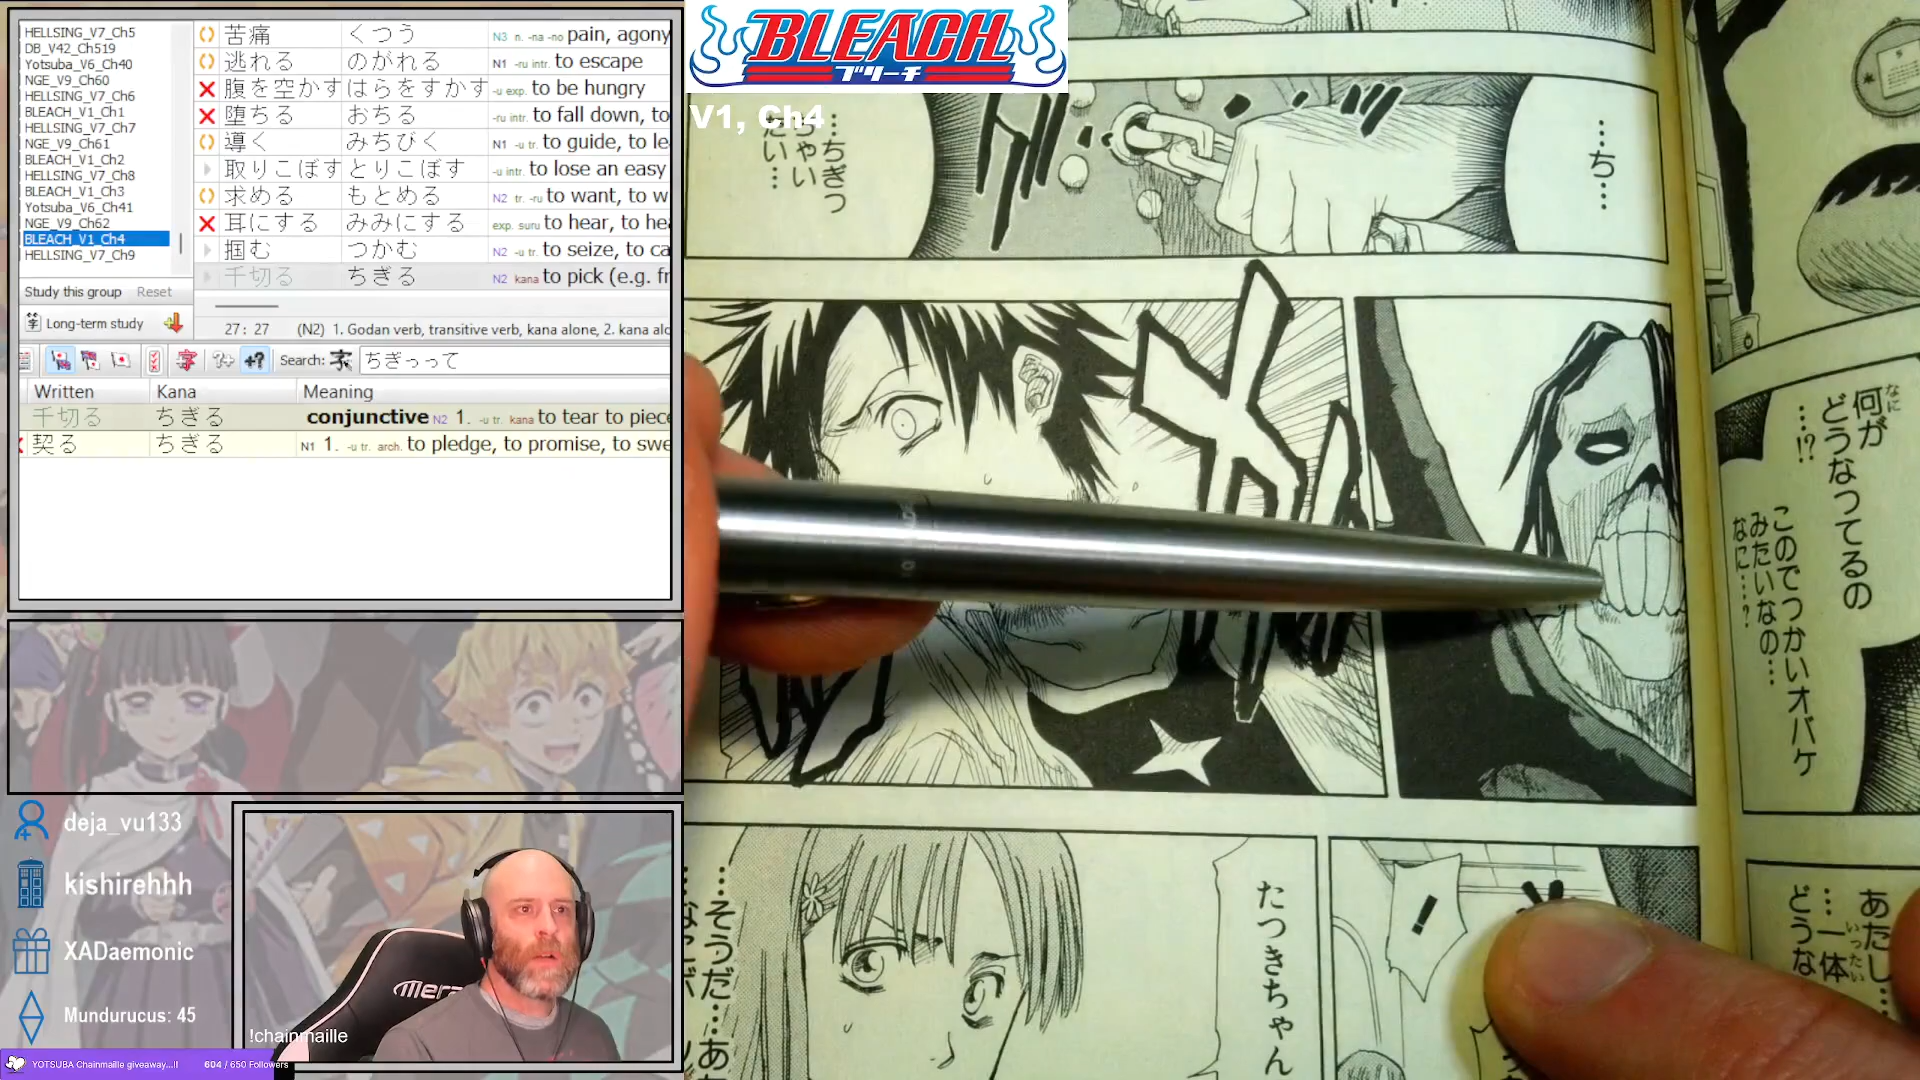 HELLSING_V7_Ch5
DB_V42_Ch519
Yotsuba_V6_Ch40
NGE_V9_Ch60
HELLSING_V7_Ch6
BLEACH_V1_Ch1
HELLSING_V7_Ch7
NGE_V9_Ch61
BLEACH_V1_Ch2
HELLSING_V7_Ch8
BLEACH_V1_Ch3
Yotsuba_V6_Ch41
NGE_V9_Ch62
BLEACH_V1_Ch4
HELLSING_V7_Ch9
Study this group Reset
Long-term study
苦痛 くつう N3 n. -na -no pain, agony
逃れる のがれる N1 -ru intr. to escape
腹を空かす はらをすかす -u exp. to be hungry
堕ちる おちる -ru intr. to fall down, to
導く みちびく N1 -u tr. to guide, to le
取りこぼす とりこぼす -u intr. to lose an easy
求める もとめる N2 tr. -ru to want, to w
耳にする みみにする exp. suru to hear, to hea
掴む つかむ N2 -u tr. to seize, to ca
千切る ちぎる N2 kana to pick (e.g. fr
27: 27 (N2) 1. Godan verb, transitive verb, kana alone, 2. kana alo
Search: ちぎっって
Written Kana Meaning
千切る ちぎる conjunctive N2 1. -u tr. kana to tear to piece
契る ちぎる N1 1. -u tr. arch. to pledge, to promise, to swe
deja_vu133
kishirehhh
XADaemonic
Mundurucus: 45
!chainmaille
YOTSUBA Chainmaille giveaway...!! 604 / 650 Followers
BLEACH
ブリーチ
V1, Ch4
…ち…
…ちぎっ
ちゃい
たい…
何が
なに
どうなってるの
…!?
このでっかいオバケ
みたいなの…
なに…?
!
たつきちゃん
…そうだ…あ
あたし…
…一体
いったい
どうな